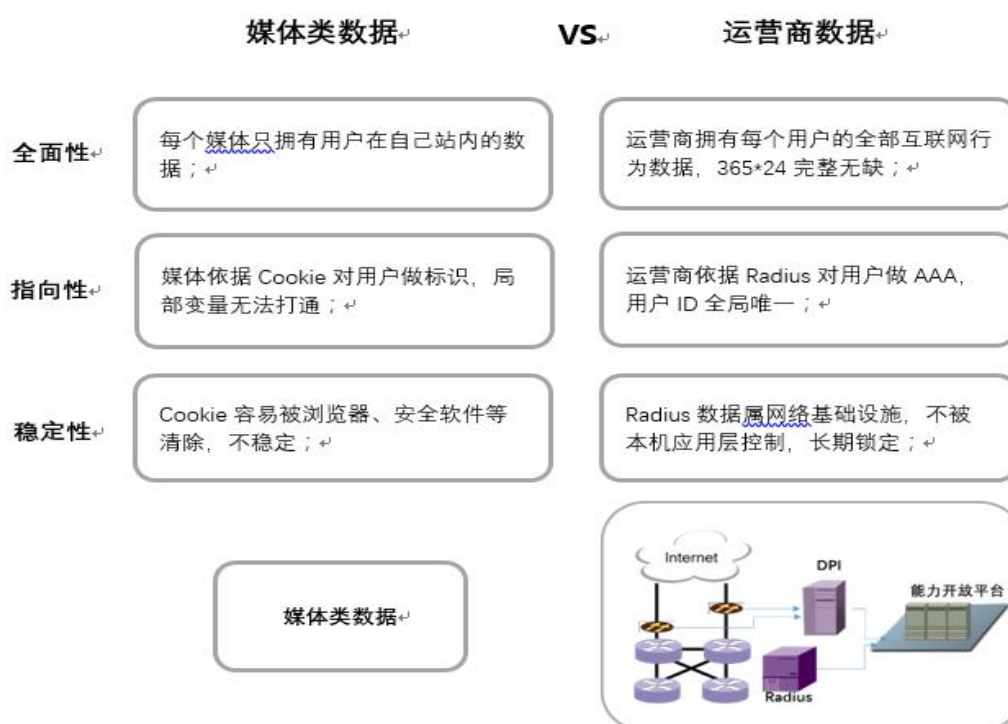 媒体类数据
VS
运营商数据
全面性
每个媒体只拥有用户在自己站内的数
据；
运营商拥有每个用户的全部互联网行
为数据，365*24 完整无缺；
指向性
媒体依据 Cookie 对用户做标识，局
部变量无法打通；
运营商依据 Radius 对用户做 AAA，
用户 ID 全局唯一；
稳定性
Cookie 容易被浏览器、安全软件等
清除，不稳定；
Radius 数据属网络基础设施，不被
本机应用层控制，长期锁定；
媒体类数据
Internet
DPI
能力开放平台
Radius